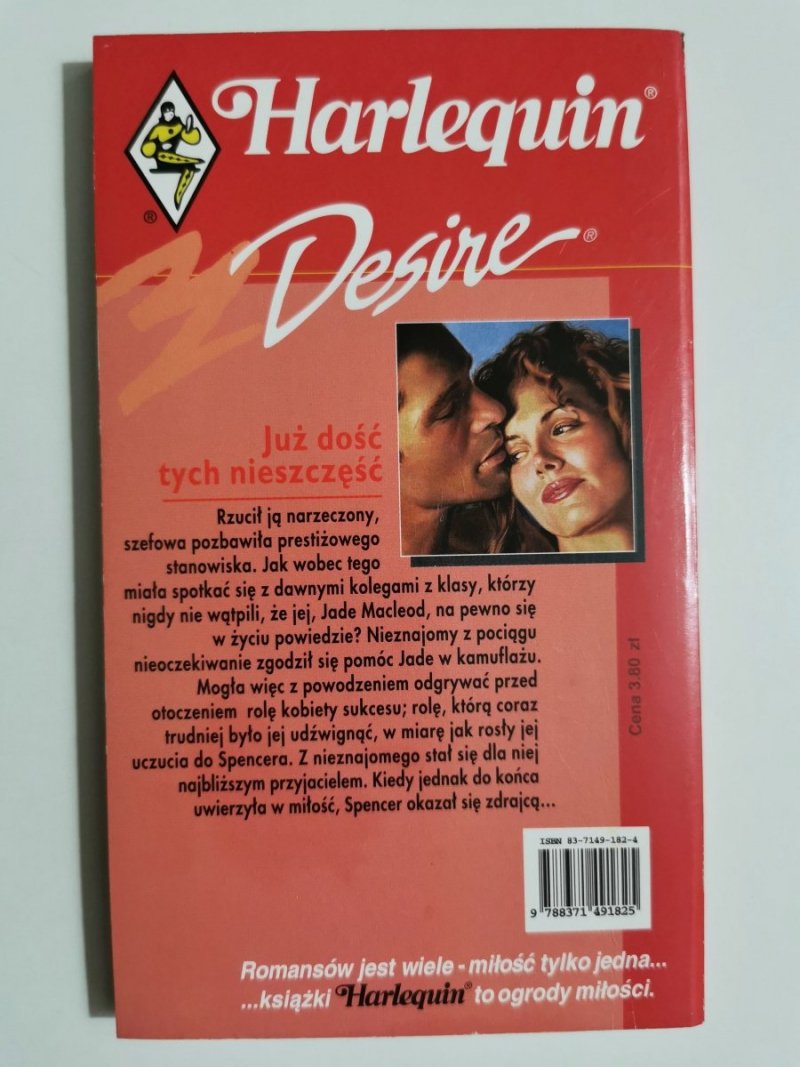 Harlequin®
®
Desire®
Już dość
tych nieszczęść
Rzucił ją narzeczony,
szefowa pozbawiła prestiżowego
stanowiska. Jak wobec tego
miała spotkać się z dawnymi kolegami z klasy, którzy
nigdy nie wątpili, że jej, Jade Macleod, na pewno się
w życiu powiedzie? Nieznajomy z pociągu
nieoczekiwanie zgodził się pomóc Jade w kamuflażu.
Mogła więc z powodzeniem odgrywać przed
otoczeniem rolę kobiety sukcesu; rolę, którą coraz
trudniej było jej udźwignąć, w miarę jak rosły jej
uczucia do Spencera. Z nieznajomego stał się dla niej
najbliższym przyjacielem. Kiedy jednak do końca
uwierzyła w miłość, Spencer okazał się zdrajcą...
Cena 3.80 zł
ISBN 83-7149-182-4
9 788371 491825
Romansów jest wiele - miłość tylko jedna...
...książki Harlequin® to ogrody miłości.